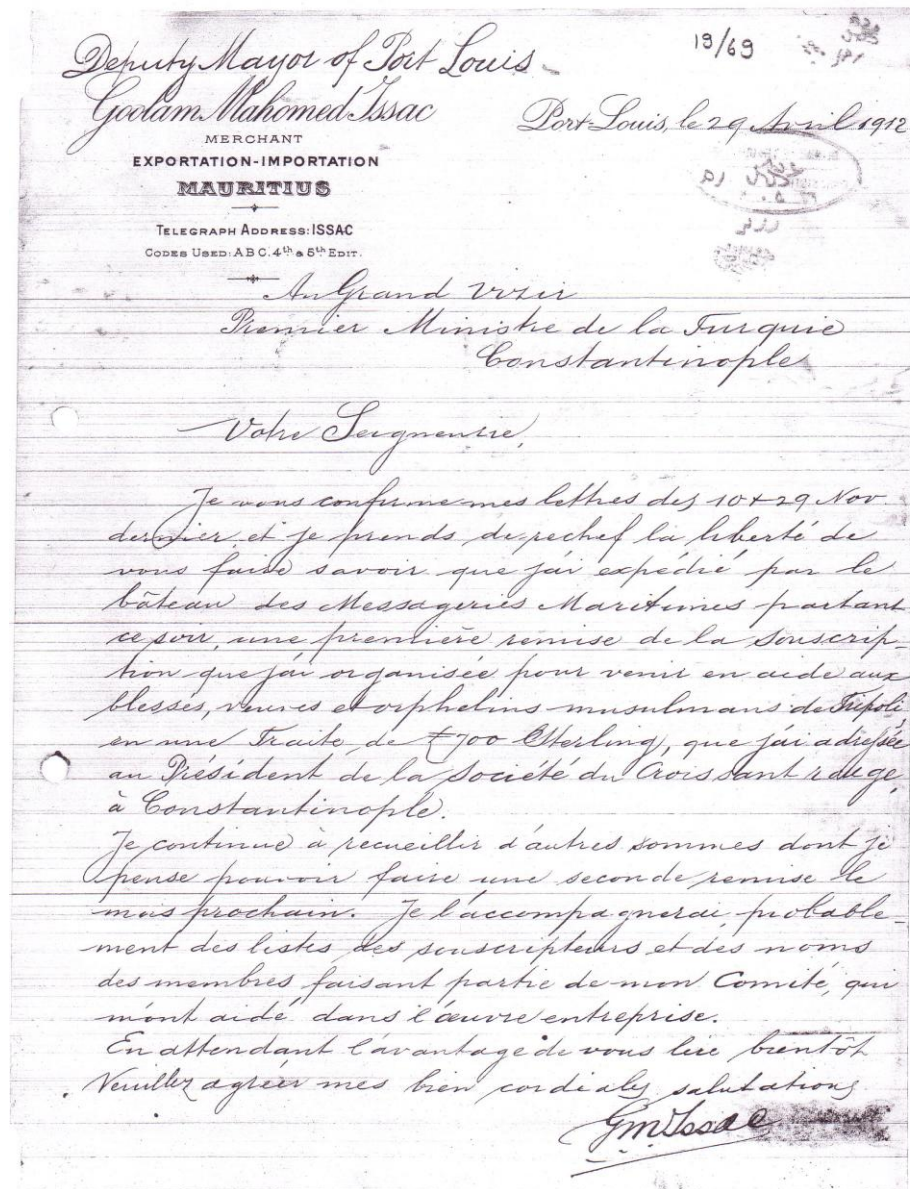 Deputy Mayor of Port Louis
Goolam Mahomed Issac
MERCHANT
EXPORTATION-IMPORTATION
MAURITIUS
TELEGRAPH ADDRESS: ISSAC
CODES USED: A B C. 4th & 5th EDIT.
19/69
Port-Louis, le 29 Avril 1912
Au Grand Vizir
Premier Ministre de la Turquie
Constantinople
Votre Seigneurie,
Je vous confirme mes lettres des 10 + 29 Nov
dernier et je prends derechef la liberté de
vous faire savoir que j'ai expédié par le
bâteau des Messageries Maritimes partant
ce soir, une première remise de la souscrip-
tion que j'ai organisée pour venir en aide aux
blessés, veuves et orphelins musulmans de Tripoli
en une Traite de £700 Sterling, que j'ai adressée
au Président de la Société du Croissant rouge,
à Constantinople.
Je continue à recueillir d'autres sommes dont je
pense pouvoir faire une seconde remise le
mois prochain. Je l'accompagnerai probable-
ment des listes des souscripteurs et des noms
des membres faisant partie de mon Comité, qui
m'ont aidé dans l'œuvre entreprise.
En attendant l'avantage de vous lire bientôt
Veuillez agréer mes bien cordiales salutations
GMIssac